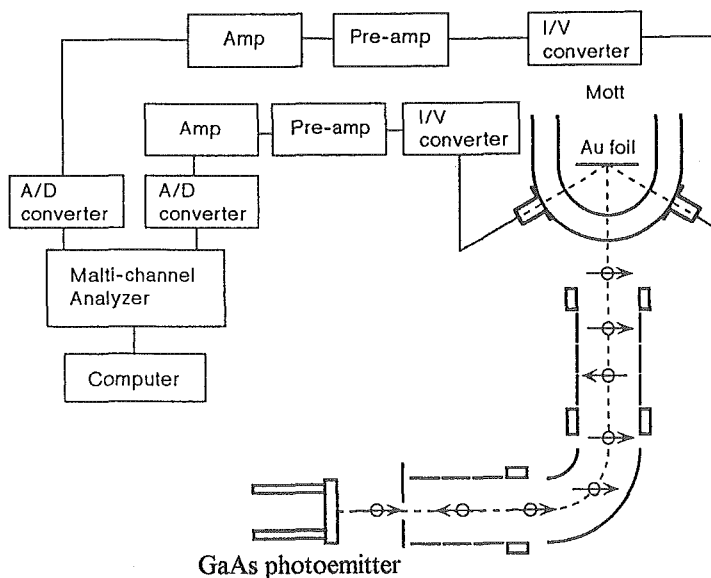 Amp
Pre-amp
I/V
converter
Mott
Amp
Pre-amp
I/V
converter
Au foil
A/D
converter
A/D
converter
Malti-channel
Analyzer
Computer
GaAs photoemitter